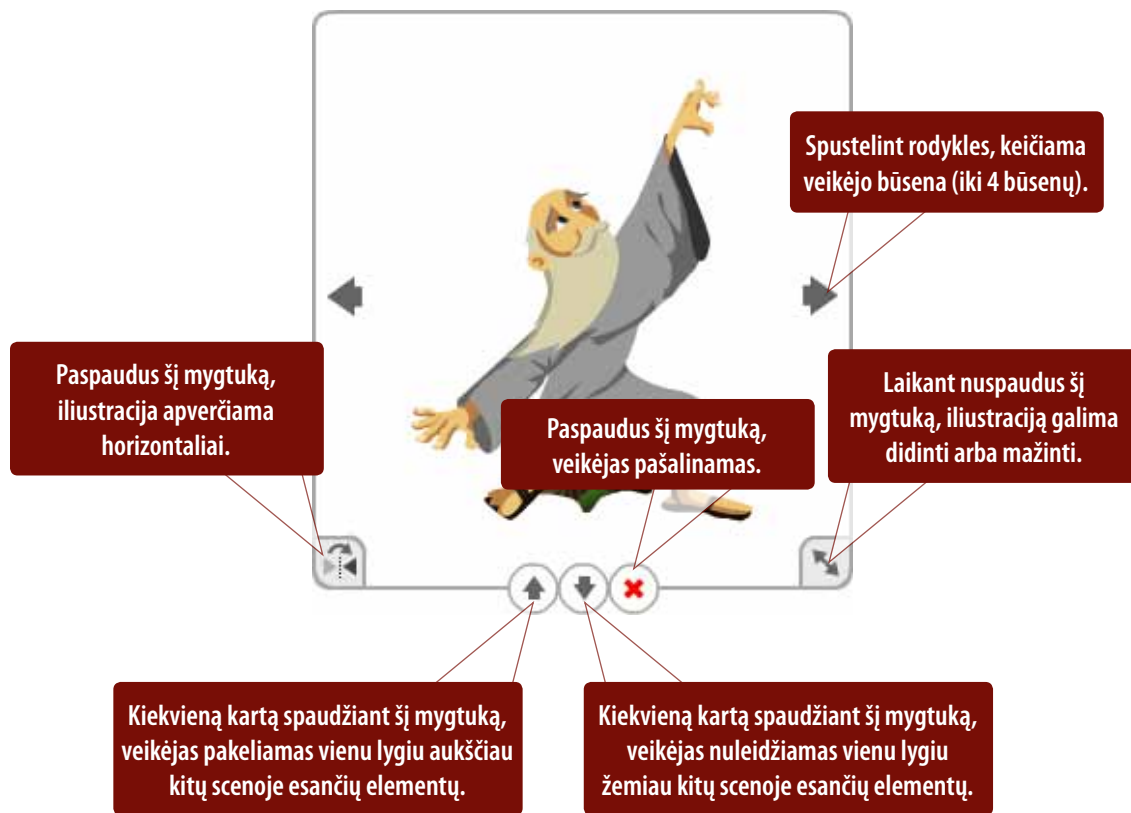 Spustelint rodykles, keičiama
veikėjo būsena (iki 4 būsenų).
Paspaudus šį mygtuką,
iliustracija apverčiama
horizontaliai.
Laikant nuspaudus šį
mygtuką, iliustraciją galima
didinti arba mažinti.
Paspaudus šį mygtuką,
veikėjas pašalinamas.
Kiekvieną kartą spaudžiant šį mygtuką,
veikėjas pakeliamas vienu lygiu aukščiau
kitų scenoje esančių elementų.
Kiekvieną kartą spaudžiant šį mygtuką,
veikėjas nuleidžiamas vienu lygiu
žemiau kitų scenoje esančių elementų.